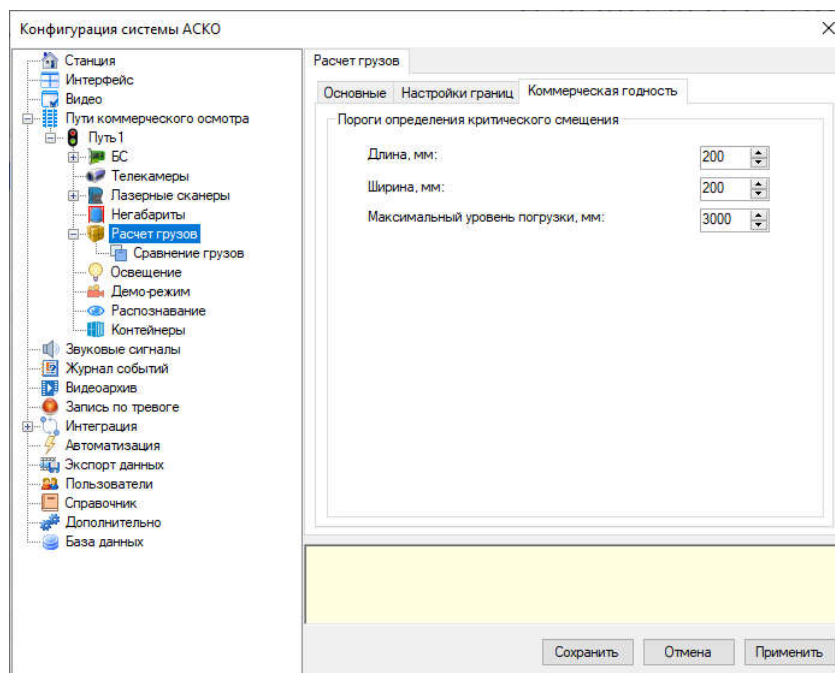 Конфигурация системы АСКО
Станция
Интерфейс
Видео
Пути коммерческого осмотра
Путь 1
БС
Телекамеры
Лазерные сканеры
Негабариты
Расчет грузов
Сравнение грузов
Освещение
Демо-режим
Распознавание
Контейнеры
Звуковые сигналы
Журнал событий
Видеоархив
Запись по тревоге
Интеграция
Автоматизация
Экспорт данных
Пользователи
Справочник
Дополнительно
База данных
Расчет грузов
Основные Настройки границ Коммерческая годность
Пороги определения критического смещения
Длина, мм: 200
Ширина, мм: 200
Максимальный уровень погрузки, мм: 3000
Сохранить Отмена Применить